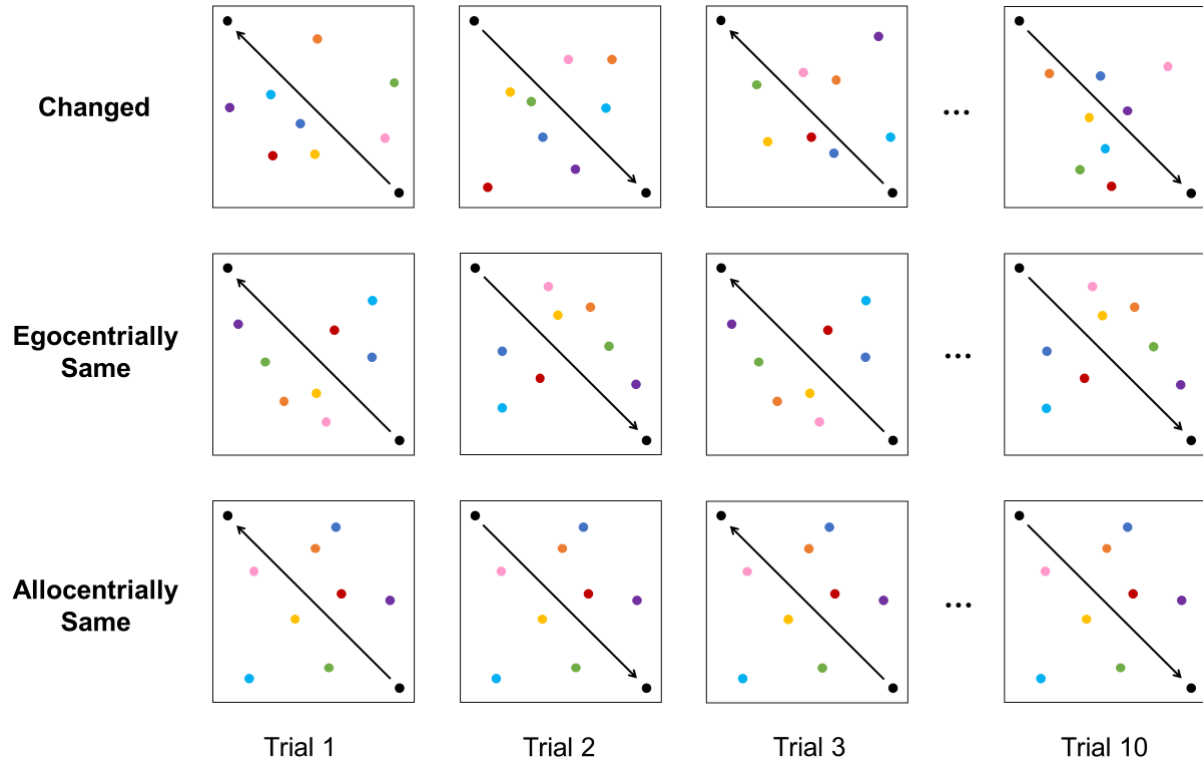 Changed
...
Egocentrially
Same
...
Allocentrially
Same
...
Trial 1
Trial 2
Trial 3
Trial 10